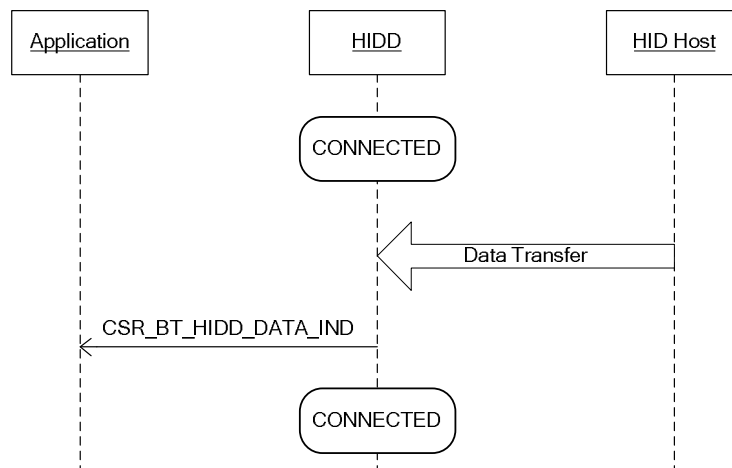 Application
HIDD
HID Host
CONNECTED
Data Transfer
CSR_BT_HIDD_DATA_IND
CONNECTED